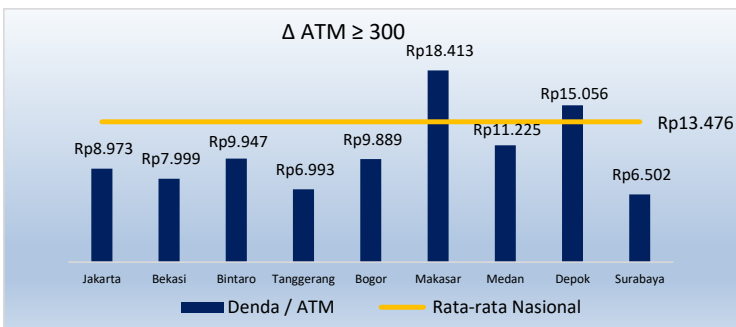 Δ ATM ≥ 300
Rp18.413
Rp15.056
Rp13.476
Rp11.225
Rp9.947
Rp9.889
Rp8.973
Rp7.999
Rp6.993
Rp6.502
Jakarta Bekasi Bintaro Tanggerang Bogor Makasar Medan Depok Surabaya
Denda / ATM Rata-rata Nasional